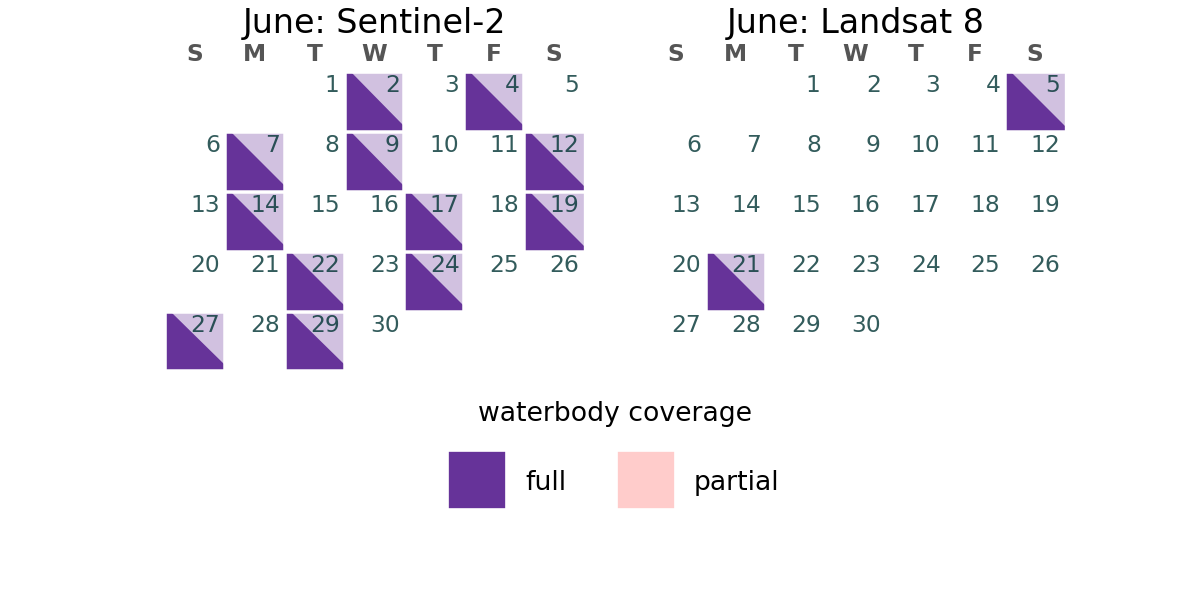 June: Sentinel-2
S M T W T F S
1 2 3 4 5
6 7 8 9 10 11 12
13 14 15 16 17 18 19
20 21 22 23 24 25 26
27 28 29 30
June: Landsat 8
S M T W T F S
1 2 3 4 5
6 7 8 9 10 11 12
13 14 15 16 17 18 19
20 21 22 23 24 25 26
27 28 29 30
waterbody coverage
full partial